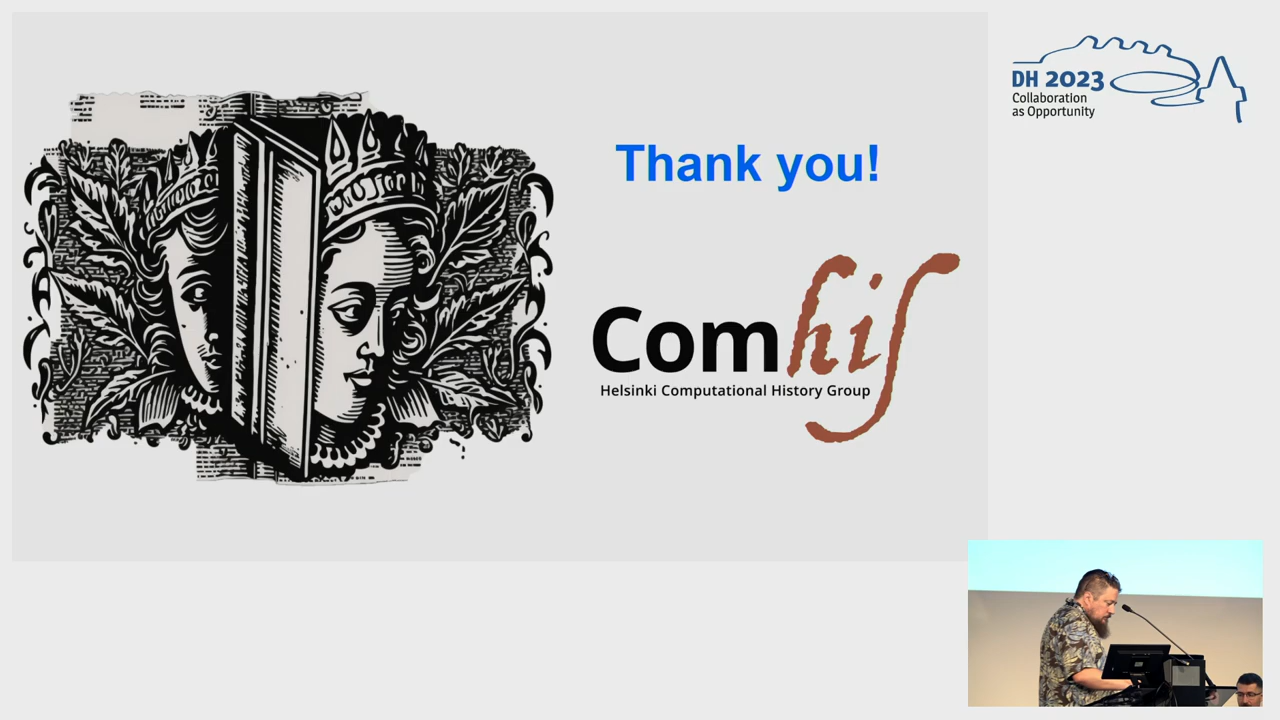 Thank you!
Comhis
Helsinki Computational History Group
DH 2023
Collaboration
as Opportunity